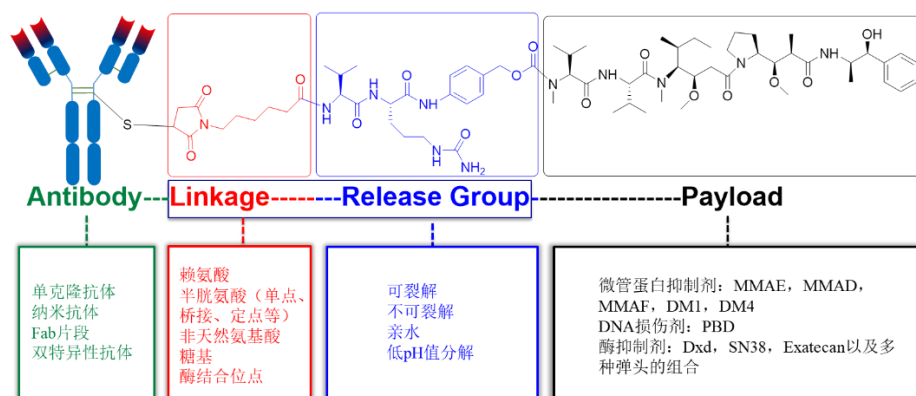 S
O
O
N
O
N
H
O
H
N
O
N
H
O
N
H
O
NH2
O
O
N
O
N
H
O
N
O
O
N
O
O
H
N
OH
Antibody
Linkage
Release Group
Payload
单克隆抗体
纳米抗体
Fab片段
双特异性抗体
赖氨酸
半胱氨酸（单点、
桥接、定点等）
非天然氨基酸
糖基
酶结合位点
可裂解
不可裂解
亲水
低pH值分解
微管蛋白抑制剂：MMAE，MMAD，
MMAF，DM1，DM4
DNA损伤剂：PBD
酶抑制剂：Dxd，SN38，Exatecan以及多
种弹头的组合